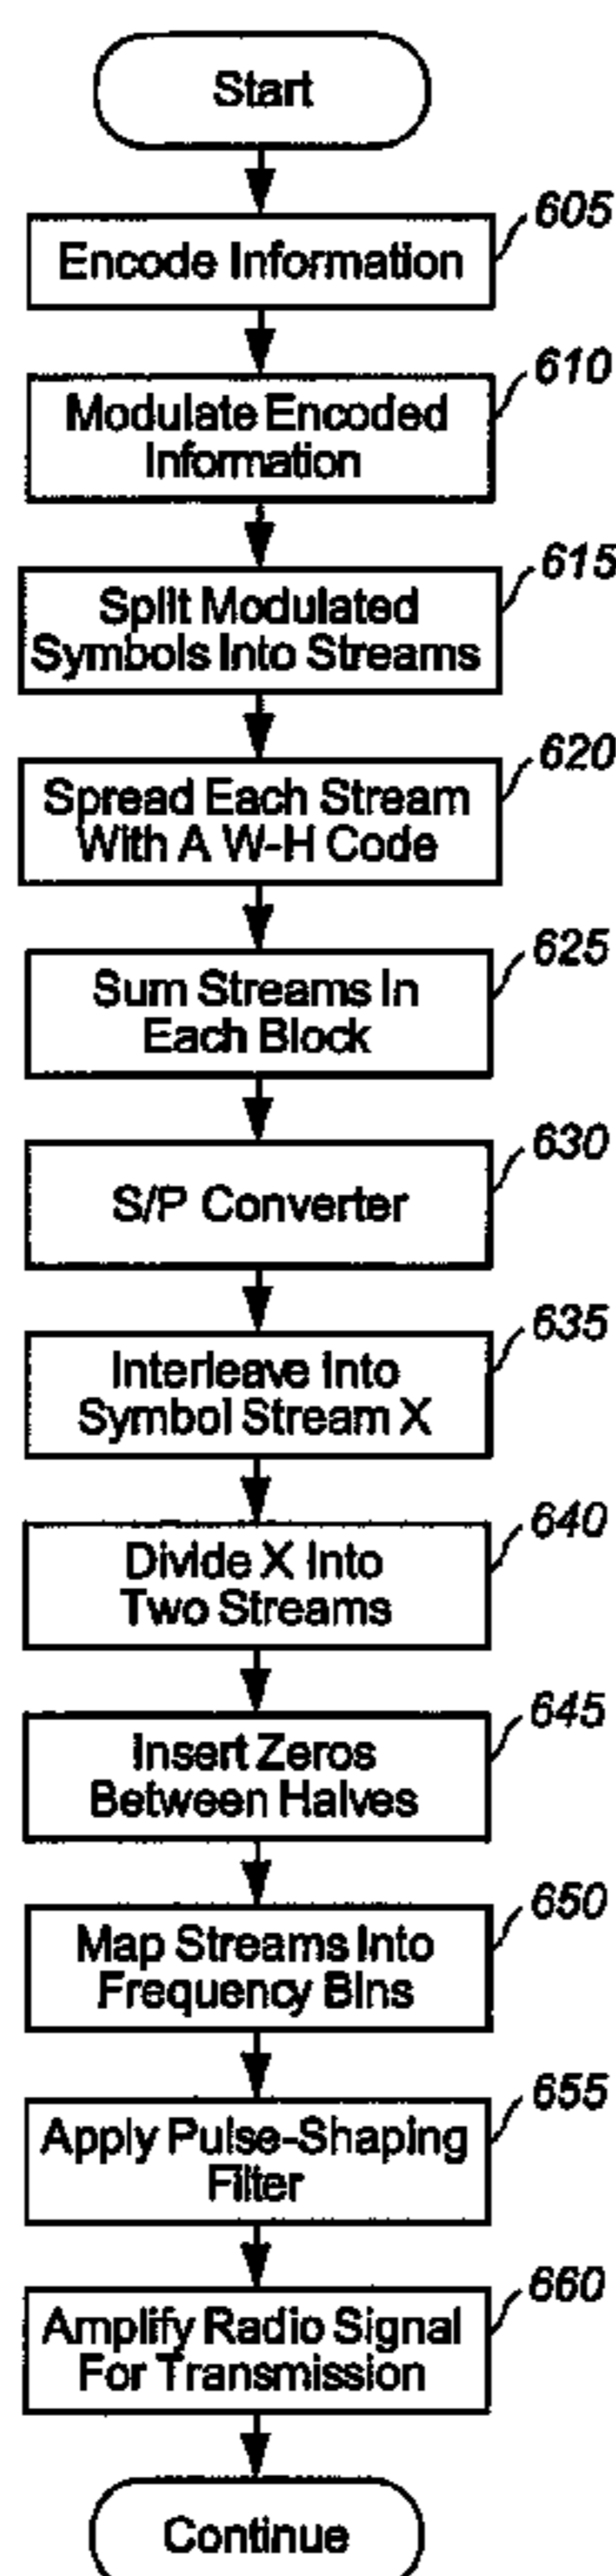 Start
605
Encode Information
610
Modulate Encoded
Information
615
Split Modulated
Symbols Into Streams
620
Spread Each Stream
With A W-H Code
625
Sum Streams In
Each Block
630
S/P Converter
635
Interleave Into
Symbol Stream X
640
Divide X Into
Two Streams
645
Insert Zeros
Between Halves
650
Map Streams Into
Frequency Bins
655
Apply Pulse-Shaping
Filter
660
Amplify Radio Signal
For Transmission
Continue